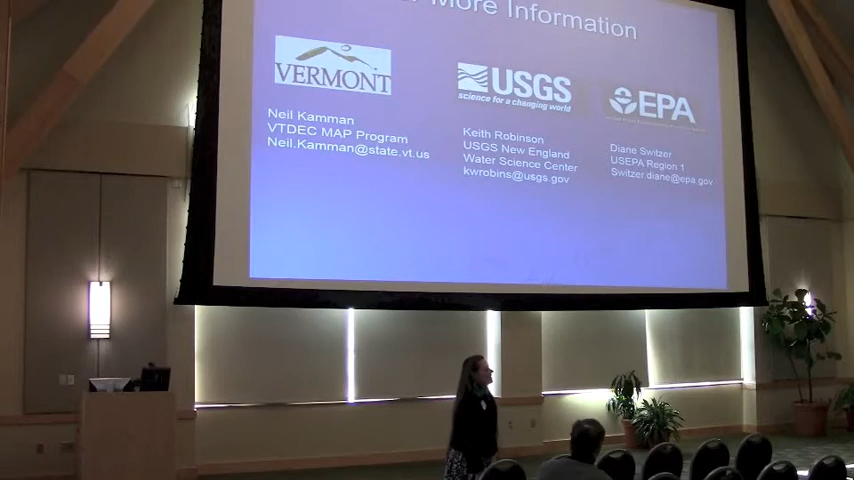 More Information
VERMONT
Neil Kamman
VTDEC MAP Program
Neil.Kamman@state.vt.us
USGS
science for a changing world
Keith Robinson
USGS New England
Water Science Center
kwrobins@usgs.gov
EPA
Diane Switzer
USEPA Region 1
Switzer.diane@epa.gov